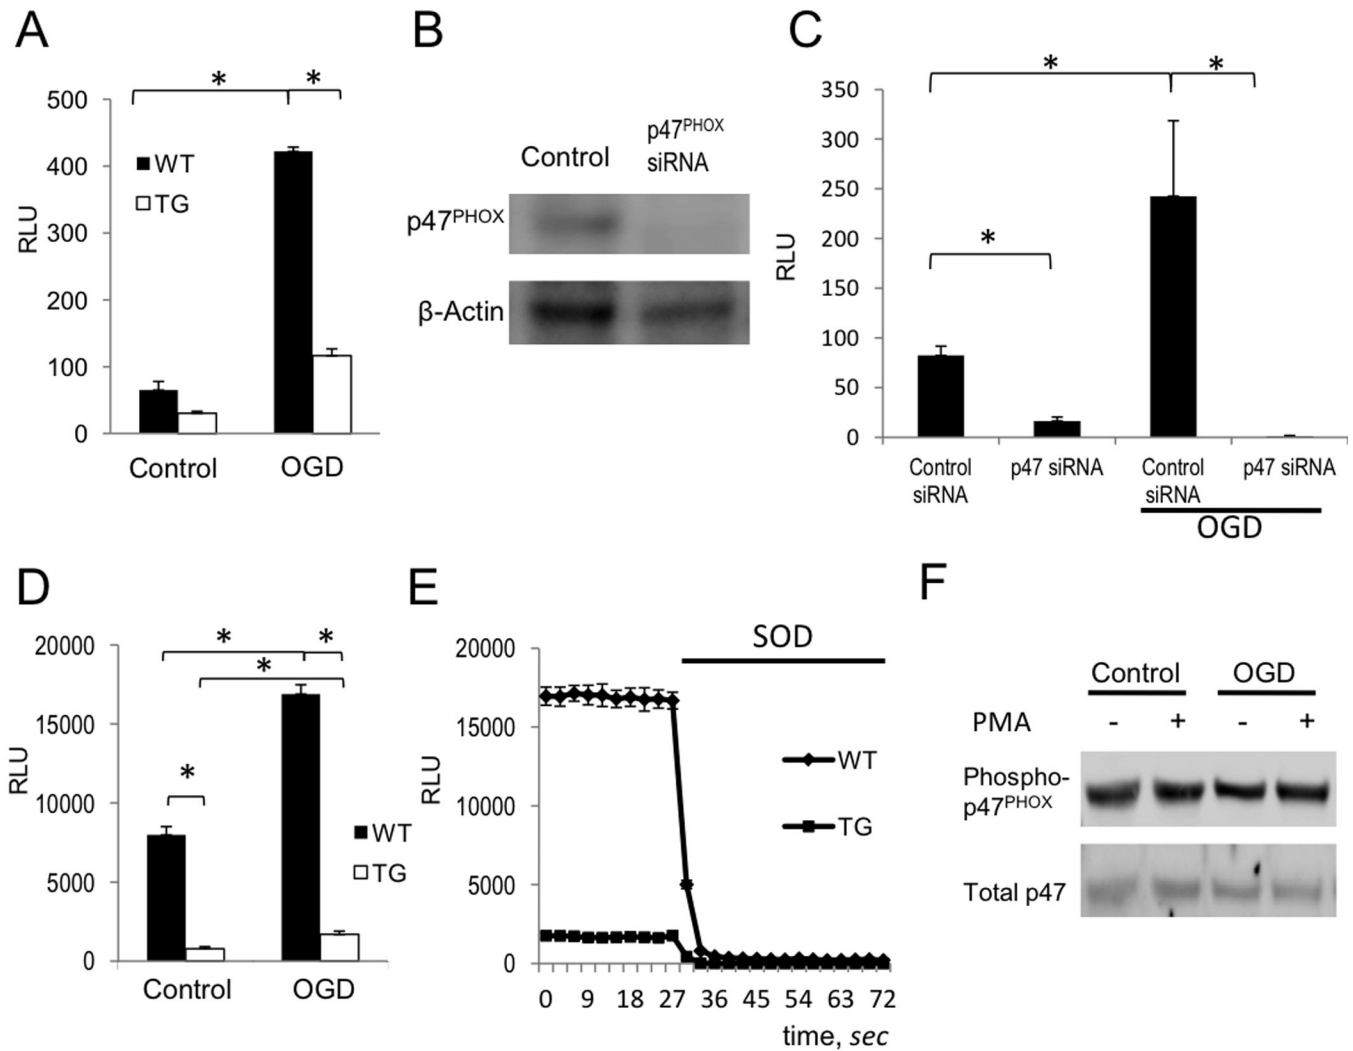 A
*
*
500
400
300
200
100
0
RLU
WT
TG
Control
OGD
B
Control
p47PHOX
siRNA
p47PHOX
β-Actin
C
*
*
*
350
300
250
200
150
100
50
0
RLU
Control
siRNA
p47 siRNA
Control
siRNA
p47 siRNA
OGD
D
*
*
*
*
20000
15000
10000
5000
0
RLU
WT
TG
Control
OGD
E
SOD
20000
15000
10000
5000
0
RLU
WT
TG
0 9 18 27 36 45 54 63 72
time, sec
F
Control OGD
PMA - + - +
Phospho-
p47PHOX
Total p47